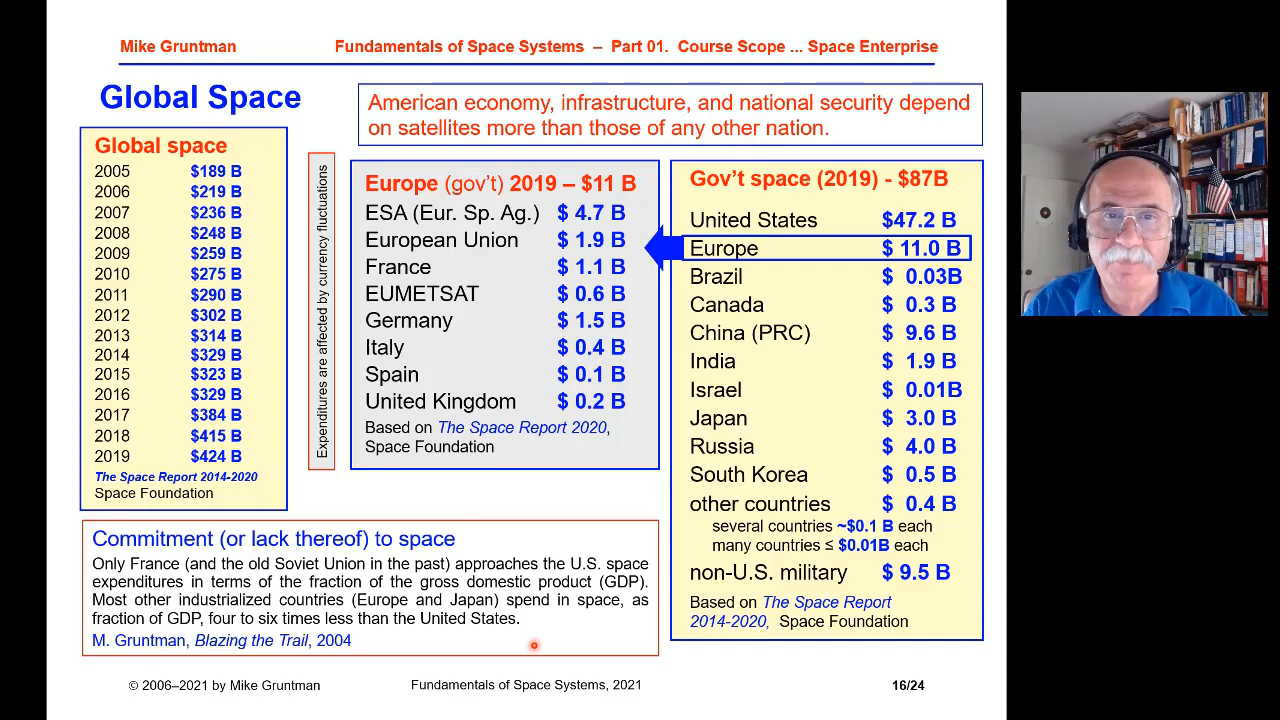 Mike Gruntman
Fundamentals of Space Systems – Part 01. Course Scope ... Space Enterprise
Global Space
American economy, infrastructure, and national security depend
on satellites more than those of any other nation.
Global space
2005 $189 B
2006 $219 B
2007 $236 B
2008 $248 B
2009 $259 B
2010 $275 B
2011 $290 B
2012 $302 B
2013 $314 B
2014 $329 B
2015 $323 B
2016 $329 B
2017 $384 B
2018 $415 B
2019 $424 B
The Space Report 2014-2020
Space Foundation
Expenditures are affected by currency fluctuations
Europe (gov't) 2019 – $11 B
ESA (Eur. Sp. Ag.) $ 4.7 B
European Union $ 1.9 B
France $ 1.1 B
EUMETSAT $ 0.6 B
Germany $ 1.5 B
Italy $ 0.4 B
Spain $ 0.1 B
United Kingdom $ 0.2 B
Based on The Space Report 2020,
Space Foundation
Gov't space (2019) - $87B
United States $47.2 B
Europe $ 11.0 B
Brazil $ 0.03B
Canada $ 0.3 B
China (PRC) $ 9.6 B
India $ 1.9 B
Israel $ 0.01B
Japan $ 3.0 B
Russia $ 4.0 B
South Korea $ 0.5 B
other countries $ 0.4 B
several countries ~$0.1 B each
many countries ≤ $0.01B each
non-U.S. military $ 9.5 B
Based on The Space Report
2014-2020, Space Foundation
Commitment (or lack thereof) to space
Only France (and the old Soviet Union in the past) approaches the U.S. space
expenditures in terms of the fraction of the gross domestic product (GDP).
Most other industrialized countries (Europe and Japan) spend in space, as
fraction of GDP, four to six times less than the United States.
M. Gruntman, Blazing the Trail, 2004
© 2006–2021 by Mike Gruntman
Fundamentals of Space Systems, 2021
16/24